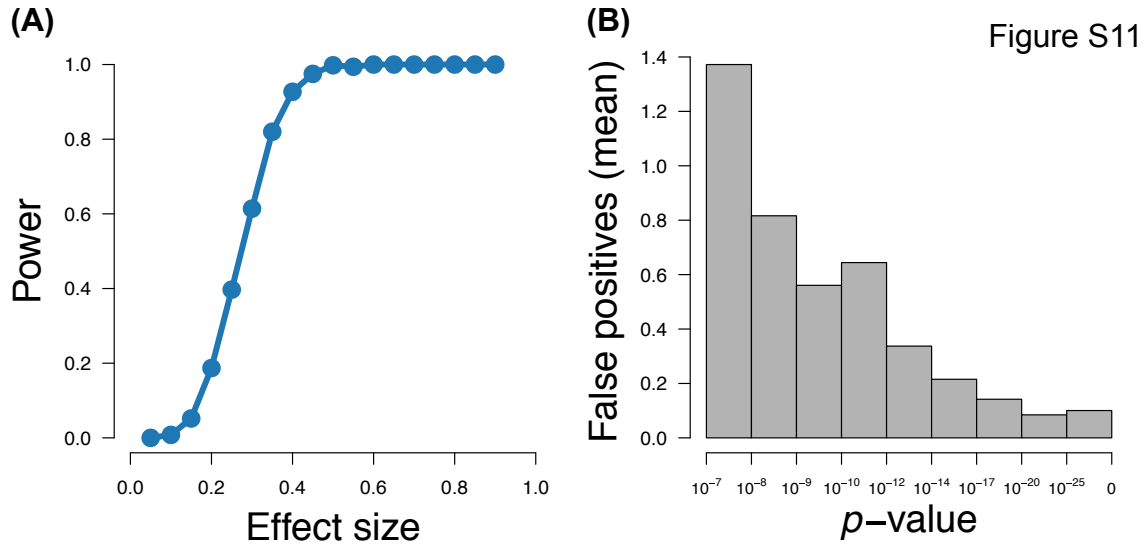 (A)
(B)
Figure S11
Power
1.0
0.8
0.6
0.4
0.2
0.0
0.0 0.2 0.4 0.6 0.8 1.0
Effect size
False positives (mean)
1.4
1.2
1.0
0.8
0.6
0.4
0.2
0.0
10⁻⁷ 10⁻⁸ 10⁻⁹ 10⁻¹⁰ 10⁻¹² 10⁻¹⁴ 10⁻¹⁷ 10⁻²⁰ 10⁻²⁵ 0
p−value